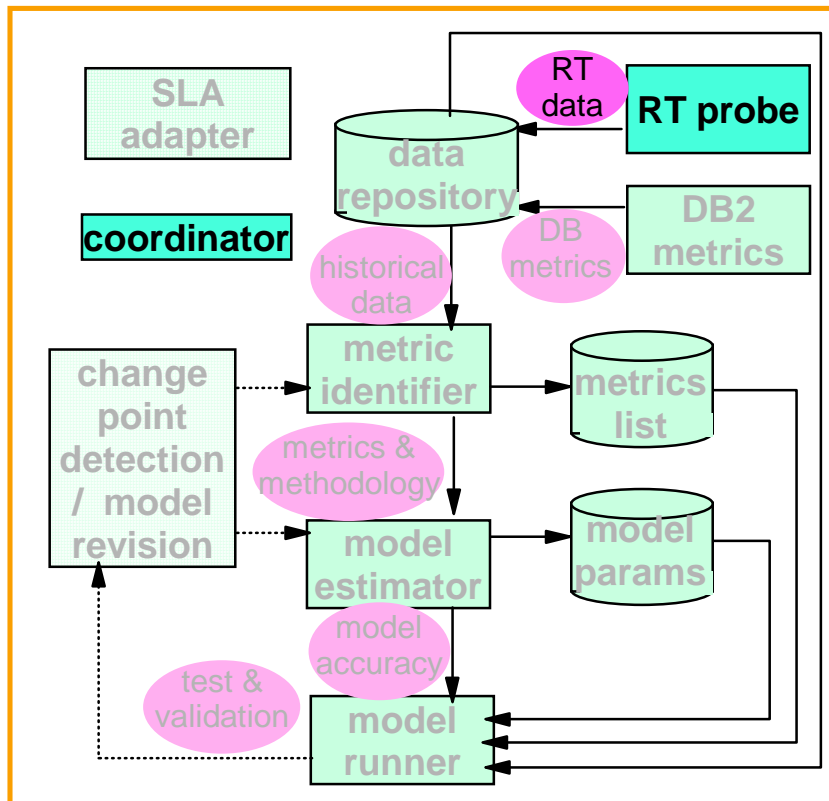 SLA
adapter
RT
data
RT probe
data
repository
DB2
metrics
DB
metrics
coordinator
historical
data
metric
identifier
metrics
list
change
point
detection
/ model
revision
metrics &
methodology
model
estimator
model
params
model
accuracy
test &
validation
model
runner